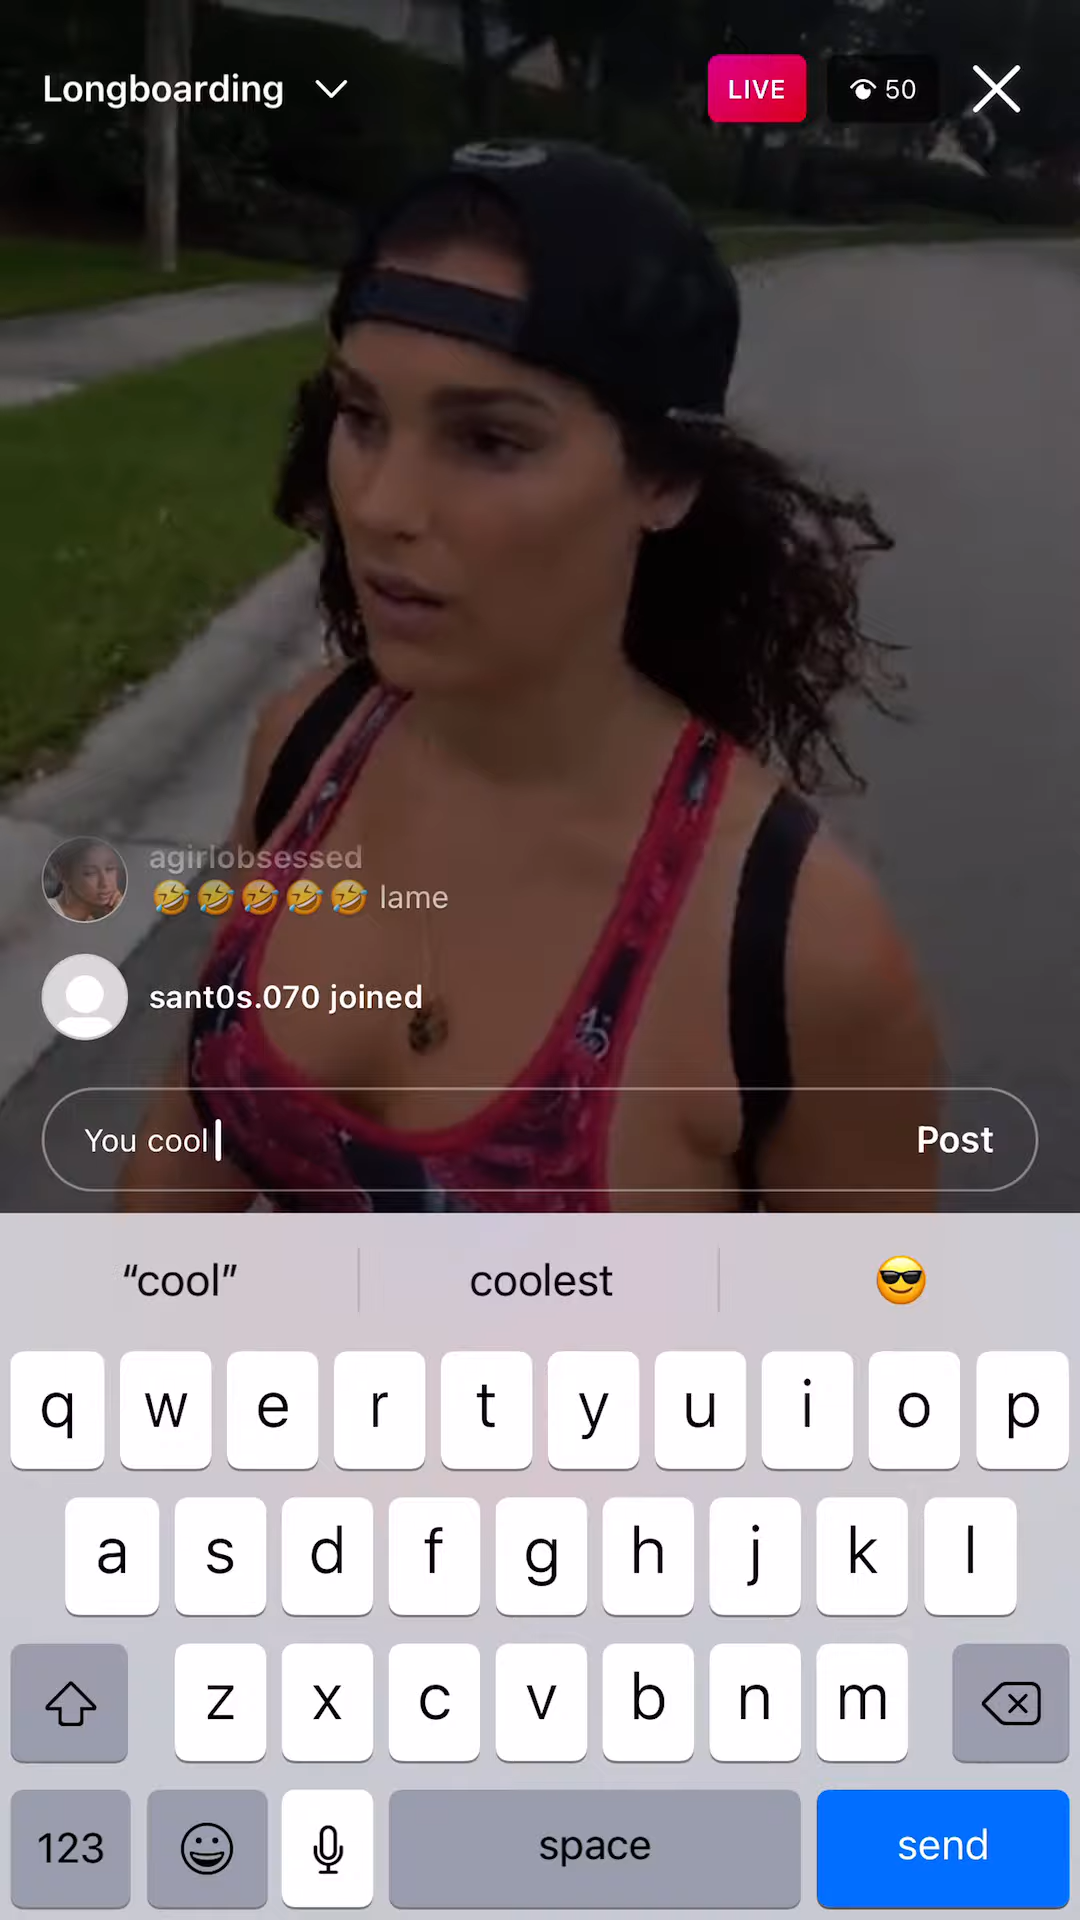 Longboarding
LIVE 50
agirlobsessed
🤣🤣🤣🤣🤣 lame
sant0s.070 joined
You cool
Post
“cool” coolest 😎
q w e r t y u i o p
a s d f g h j k l
z x c v b n m
123 space send